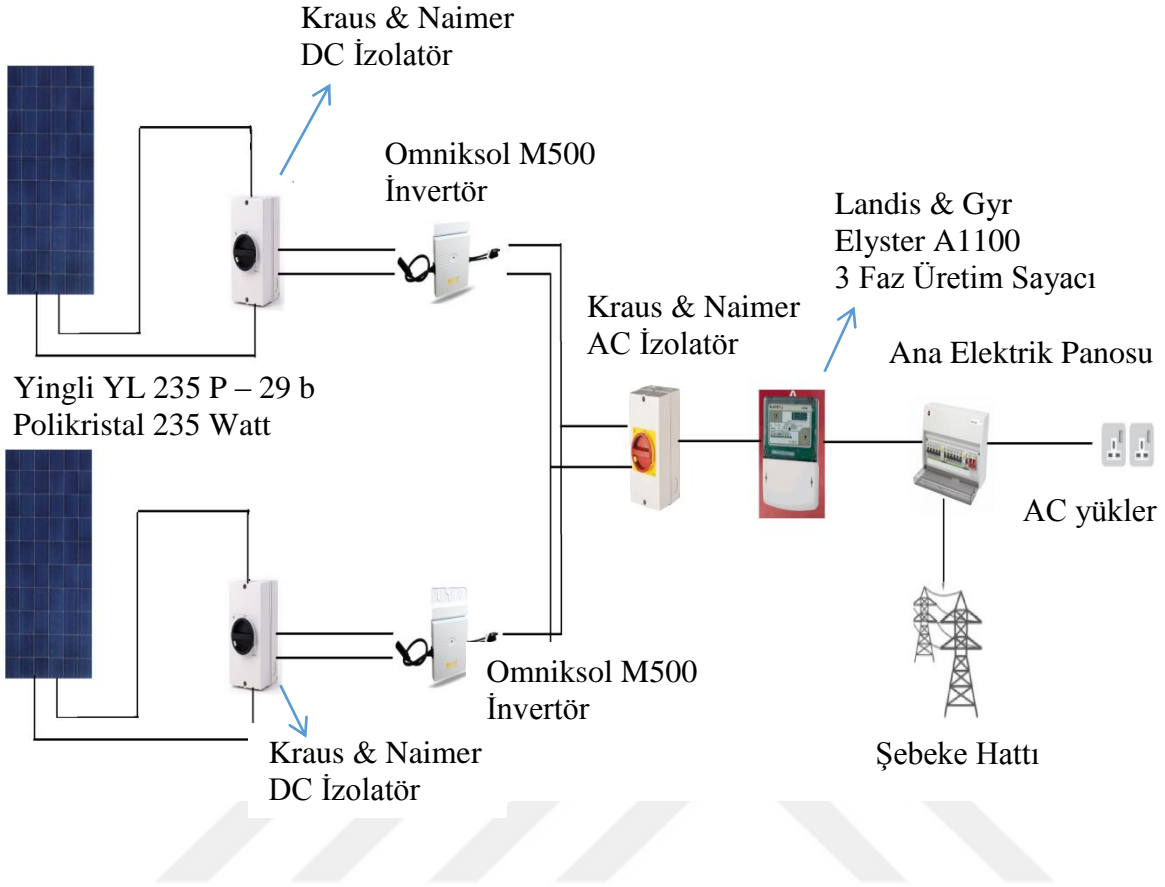 Kraus & Naimer
DC İzolatör
Omniksol M500
İnvertör
Landis & Gyr
Elyster A1100
3 Faz Üretim Sayacı
Kraus & Naimer
AC İzolatör
Ana Elektrik Panosu
Yingli YL 235 P – 29 b
Polikristal 235 Watt
AC yükler
Omniksol M500
İnvertör
Kraus & Naimer
DC İzolatör
Şebeke Hattı